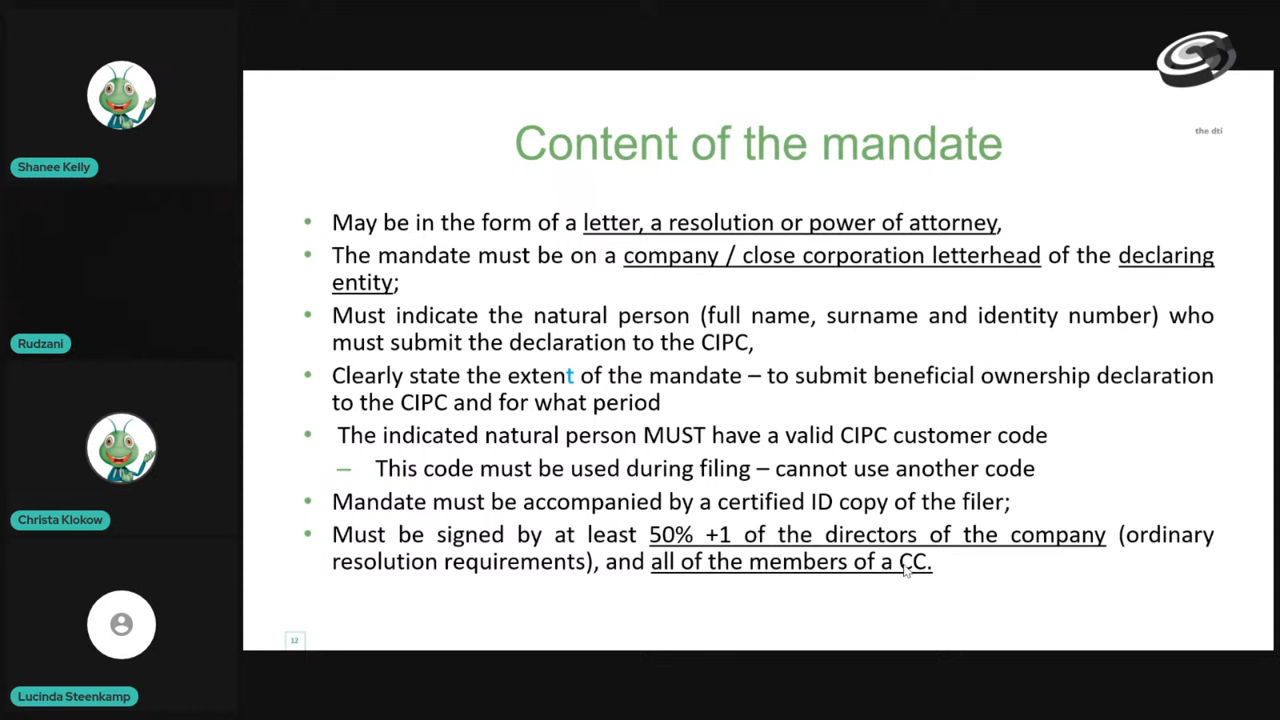 Shanee Kelly
Rudzani
Christa Klokow
Lucinda Steenkamp
the dti
Content of the mandate
• May be in the form of a letter, a resolution or power of attorney,
• The mandate must be on a company / close corporation letterhead of the declaring
entity;
• Must indicate the natural person (full name, surname and identity number) who
must submit the declaration to the CIPC,
• Clearly state the extent of the mandate – to submit beneficial ownership declaration
to the CIPC and for what period
• The indicated natural person MUST have a valid CIPC customer code
– This code must be used during filing – cannot use another code
• Mandate must be accompanied by a certified ID copy of the filer;
• Must be signed by at least 50% +1 of the directors of the company (ordinary
resolution requirements), and all of the members of a CC.
12